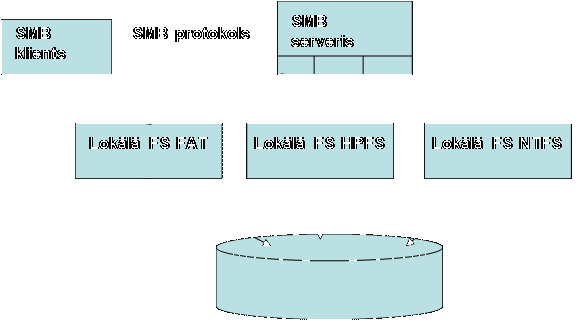 SMB
klients
SMB protokols
SMB
serveris
Lokālā FS FAT
Lokālā FS HPFS
Lokālā FS NTFS